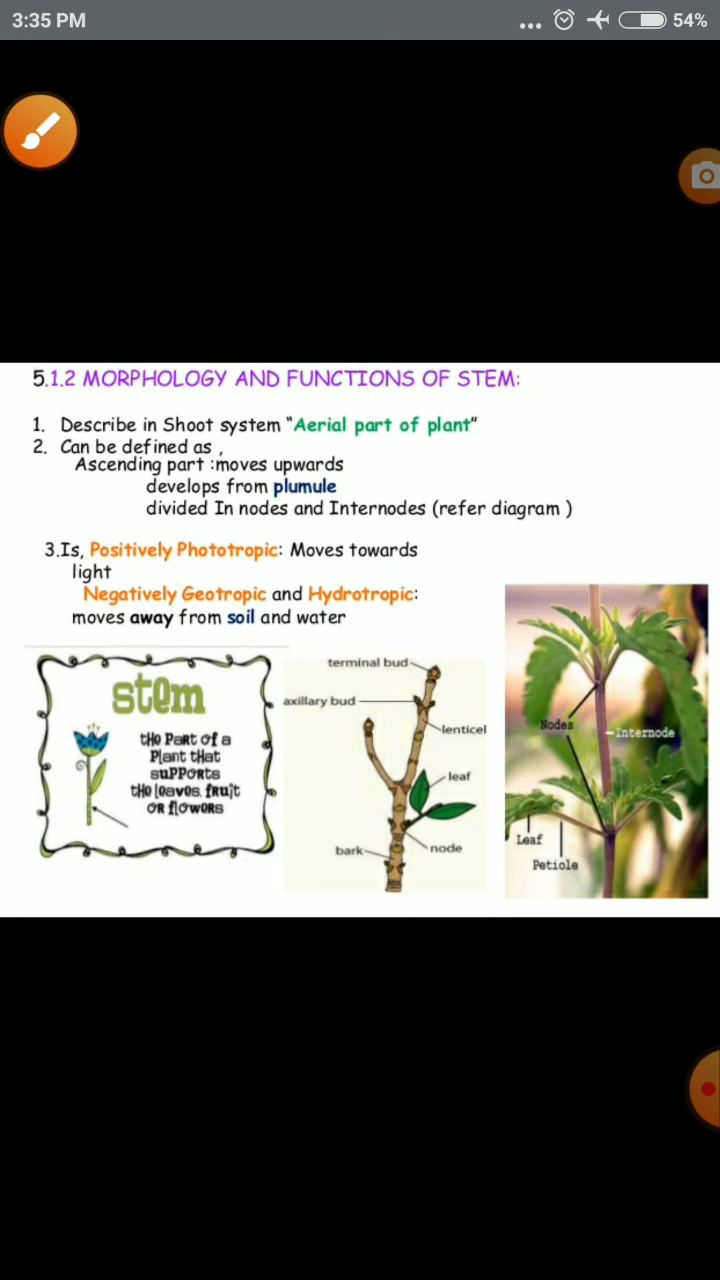 3:35 PM
... 54%
5.1.2 MORPHOLOGY AND FUNCTIONS OF STEM:
1. Describe in Shoot system "Aerial part of plant"
2. Can be defined as ,
Ascending part :moves upwards
develops from plumule
divided In nodes and Internodes (refer diagram )
3.Is, Positively Phototropic: Moves towards
light
Negatively Geotropic and Hydrotropic:
moves away from soil and water
stem
the Part of a
Plant that
suPPorts
the leaves, fruit
or flowers
terminal bud
axillary bud
lenticel
leaf
bark
node
Nodes
Internode
Leaf
Petiole